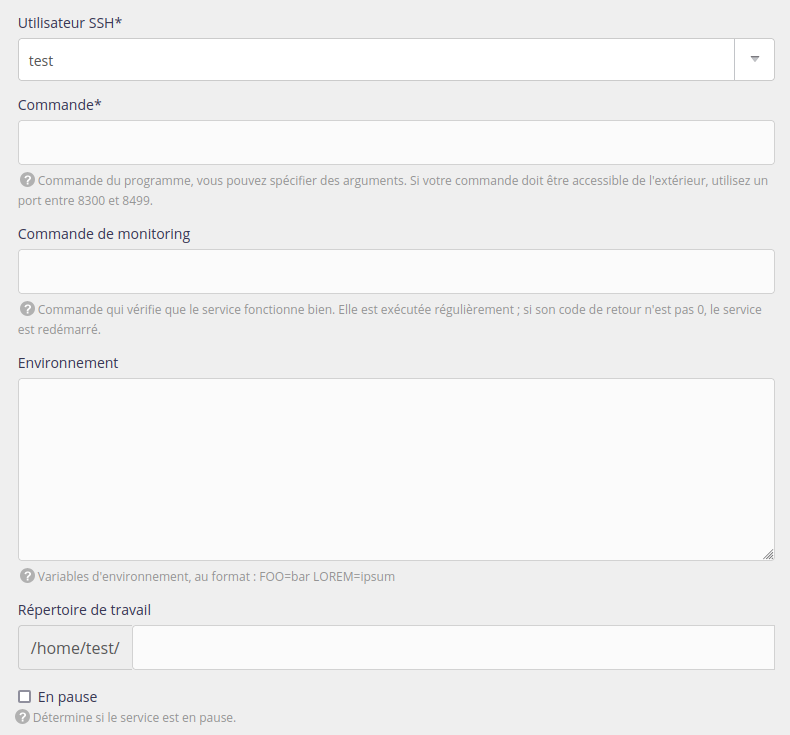 Utilisateur SSH*
test
Commande*
? Commande du programme, vous pouvez spécifier des arguments. Si votre commande doit être accessible de l'extérieur, utilisez un
port entre 8300 et 8499.
Commande de monitoring
? Commande qui vérifie que le service fonctionne bien. Elle est exécutée régulièrement ; si son code de retour n'est pas 0, le service
est redémarré.
Environnement
? Variables d'environnement, au format : FOO=bar LOREM=ipsum
Répertoire de travail
/home/test/
En pause
? Détermine si le service est en pause.